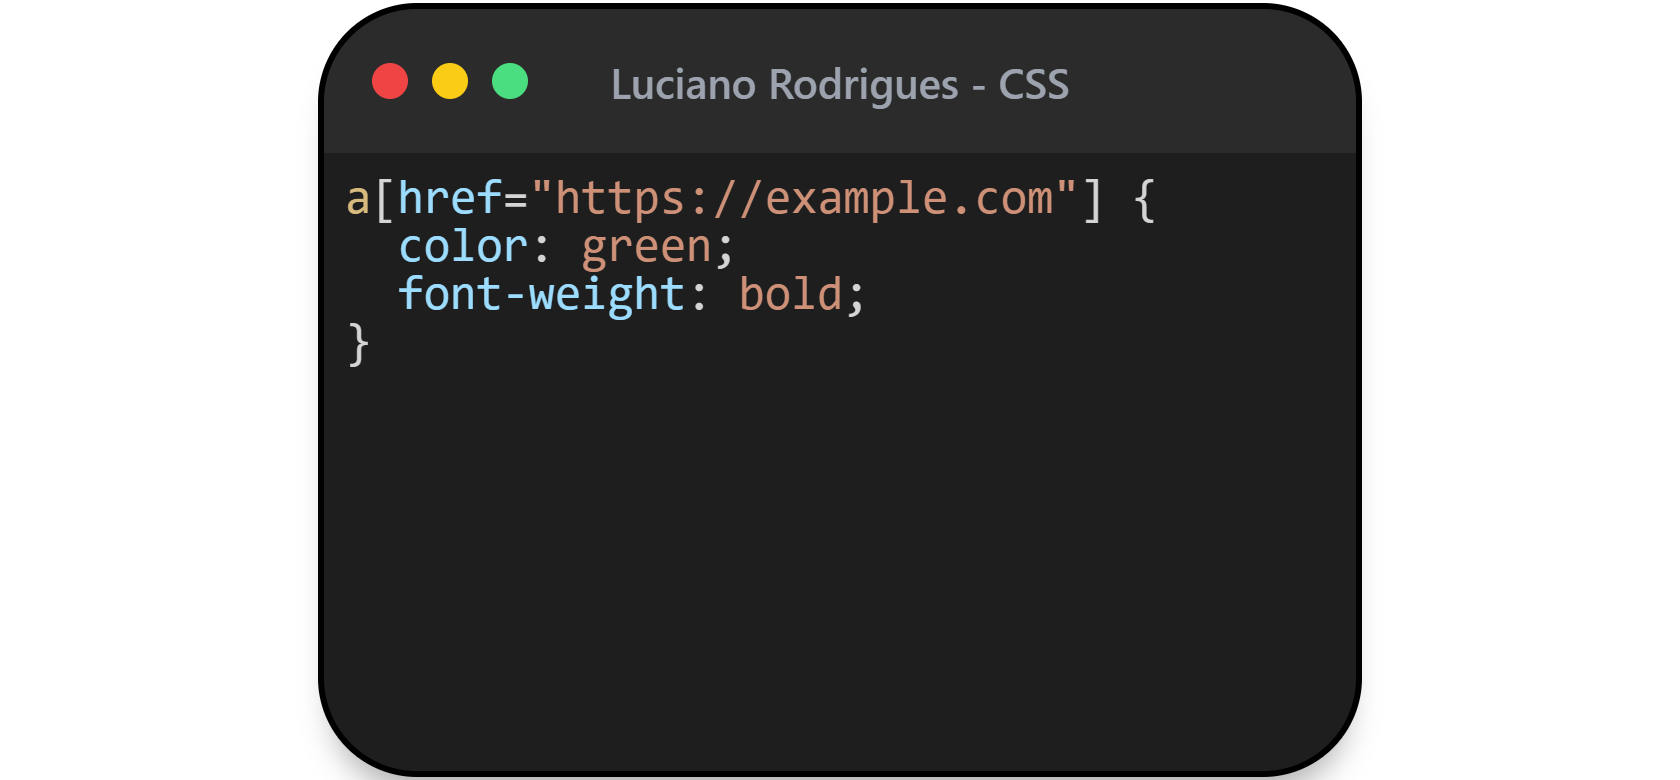 Luciano Rodrigues - CSS
a[href="https://example.com"] {
  color: green;
  font-weight: bold;
}